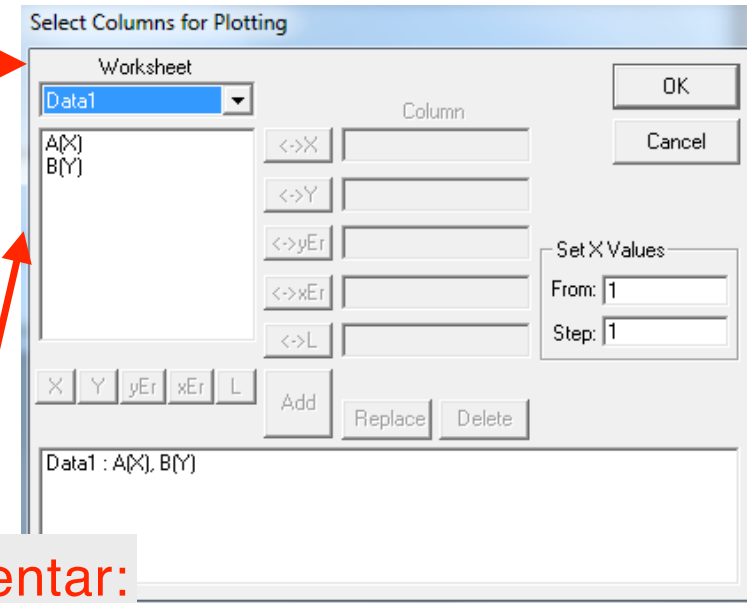 Select Columns for Plotting
Worksheet
Data1
A(X)
B(Y)
Column
<->X
<->Y
<->yEr
<->xEr
<->L
OK
Cancel
Set X Values
From: 1
Step: 1
X Y yEr xEr L
Add
Replace Delete
Data1 : A(X), B(Y)
entar: